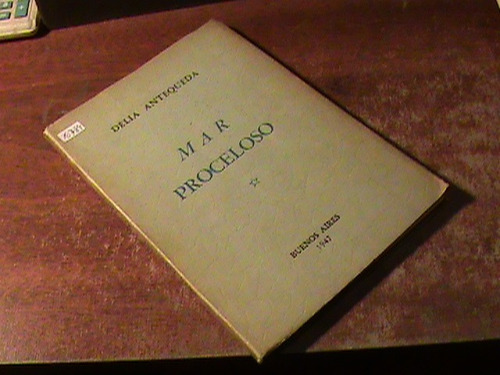 DELIA ANTEQUEDA
MAR
PROCELOSO
BUENOS AIRES
1947